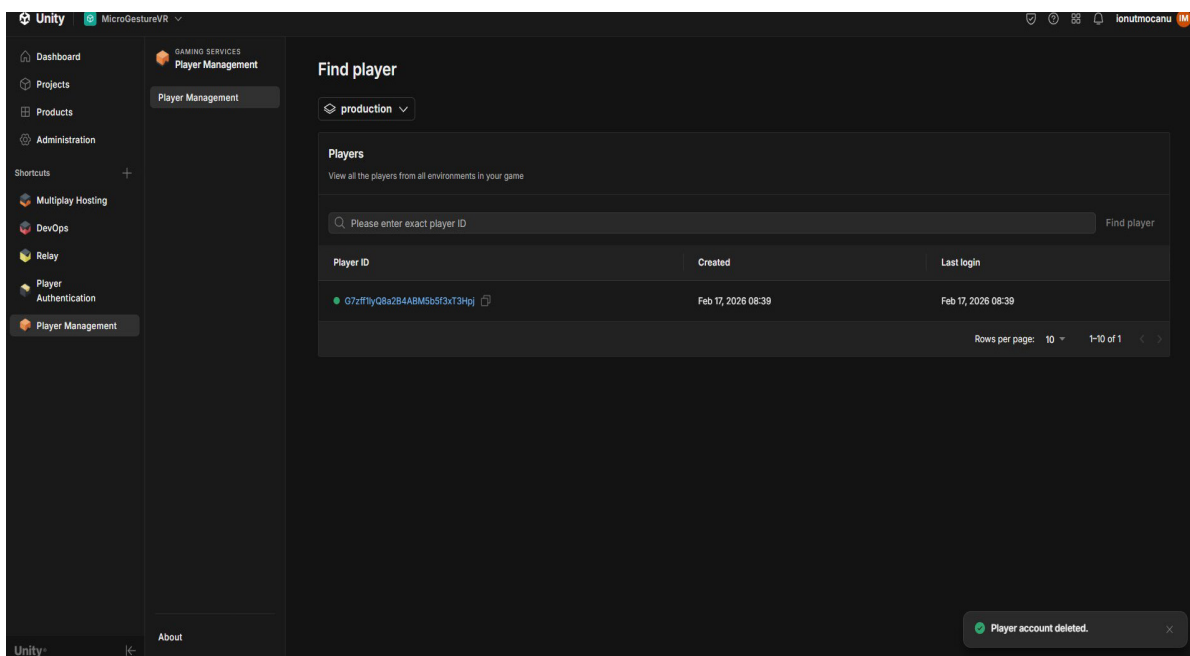 Unity MicroGestureVR ionutmocanu IM
Dashboard
Projects
Products
Administration
Shortcuts
Multiplay Hosting
DevOps
Relay
Player
Authentication
Player Management
Unity
GAMING SERVICES
Player Management
Player Management
About
Find player
production
Players
View all the players from all environments in your game
Please enter exact player ID Find player
Player ID Created Last login
G7zff1lyQ8a2B4ABM5b5f3xT3Hpj Feb 17, 2026 08:39 Feb 17, 2026 08:39
Rows per page: 10 1–10 of 1
Player account deleted.